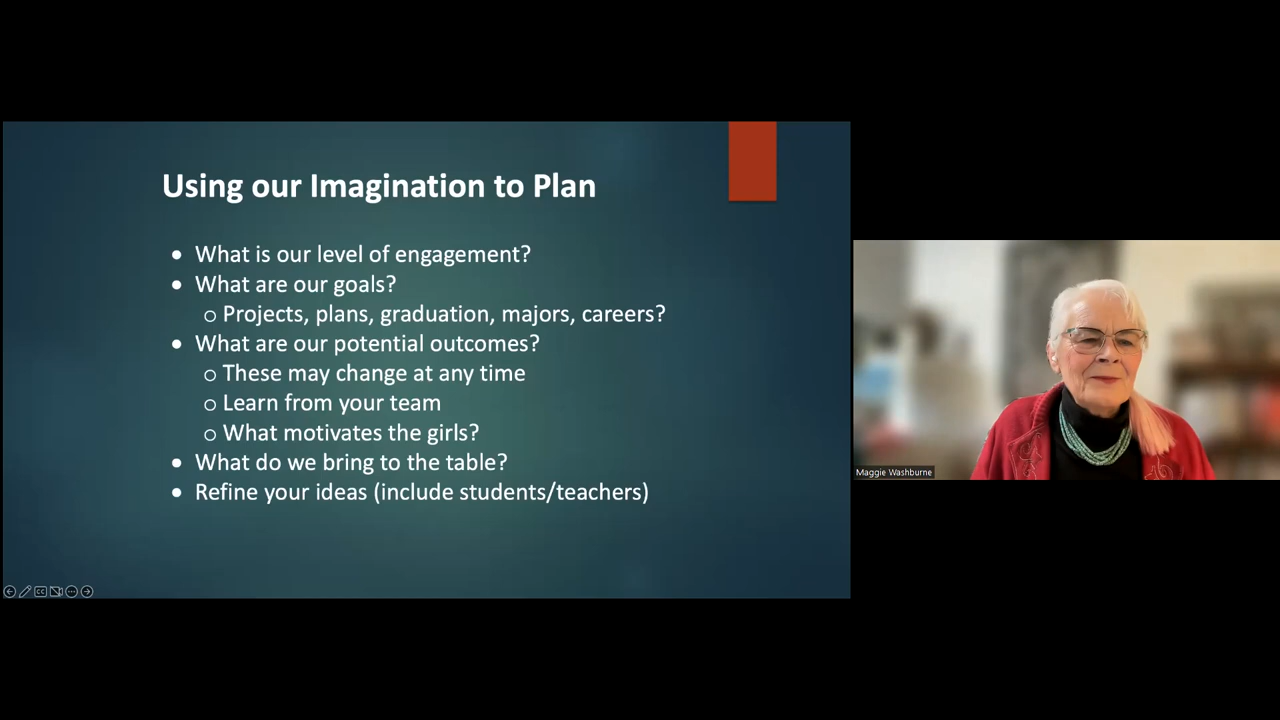 Using our Imagination to Plan
• What is our level of engagement?
• What are our goals?
o Projects, plans, graduation, majors, careers?
• What are our potential outcomes?
o These may change at any time
o Learn from your team
o What motivates the girls?
• What do we bring to the table?
• Refine your ideas (include students/teachers)
Maggie Washburne